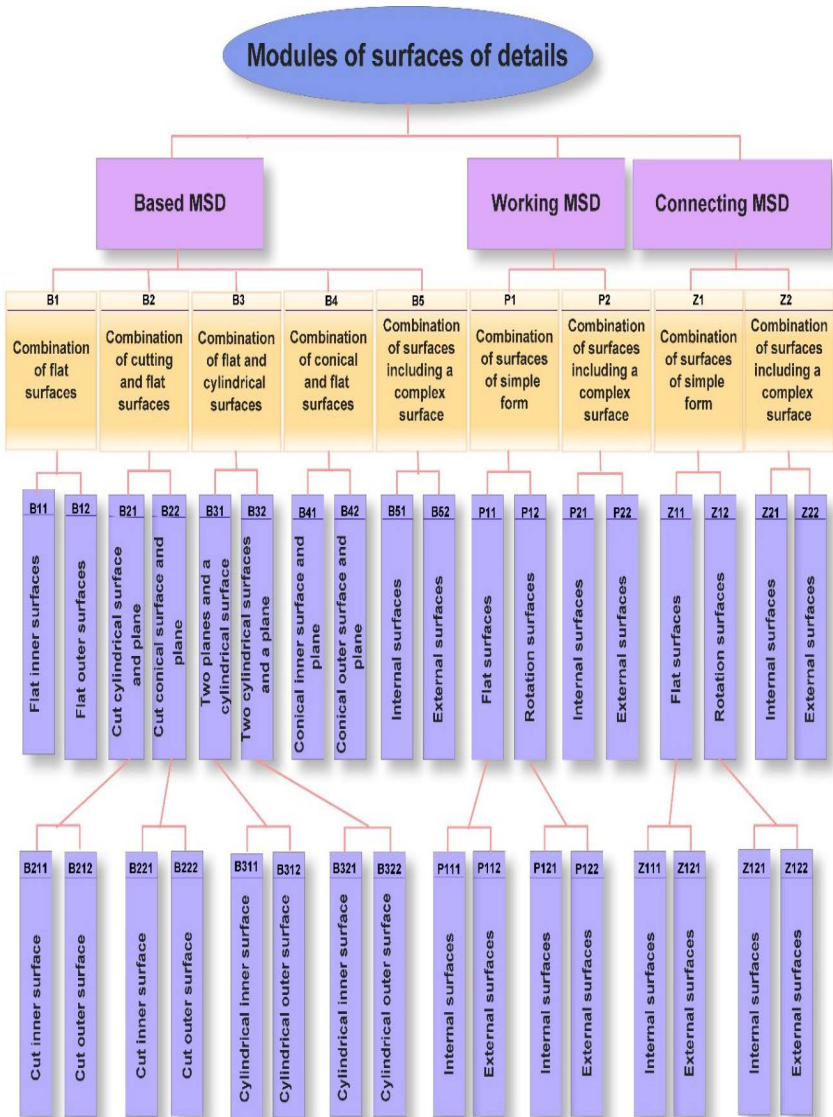 Modules of surfaces of details
Based MSD
Working MSD
Connecting MSD
B1
Combination
of flat
surfaces
B2
Combination
of cutting
and flat
surfaces
B3
Combination
of flat and
cylindrical
surfaces
B4
Combination
of conical
and flat
surfaces
B5
Combination
of surfaces
including a
complex
surface
P1
Combination
of surfaces
of simple
form
P2
Combination
of surfaces
including a
complex
surface
Z1
Combination
of surfaces
of simple
form
Z2
Combination
of surfaces
including a
complex
surface
B11
Flat inner surfaces
B12
Flat outer surfaces
B21
Cut cylindrical surface
and plane
B22
Cut conical surface and
plane
B31
Two planes and a
cylindrical surface
B32
Two cylindrical surfaces
and a plane
B41
Conical inner surface and
plane
B42
Conical outer surface and
plane
B51
Internal surfaces
B52
External surfaces
P11
Flat surfaces
P12
Rotation surfaces
P21
Internal surfaces
P22
External surfaces
Z11
Flat surfaces
Z12
Rotation surfaces
Z21
Internal surfaces
Z22
External surfaces
B211
Cut inner surface
B212
Cut outer surface
B221
Cut inner surface
B222
Cut outer surface
B311
Cylindrical inner surface
B312
Cylindrical outer surface
B321
Cylindrical inner surface
B322
Cylindrical outer surface
P111
Internal surfaces
P112
External surfaces
P121
Internal surfaces
P122
External surfaces
Z111
Internal surfaces
Z121
External surfaces
Z121
Internal surfaces
Z122
External surfaces